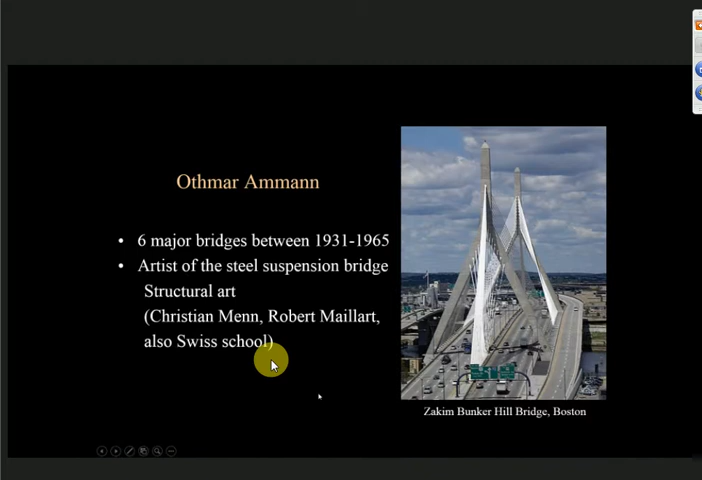 Othmar Ammann
• 6 major bridges between 1931-1965
• Artist of the steel suspension bridge
Structural art
(Christian Menn, Robert Maillart,
also Swiss school)
Zakim Bunker Hill Bridge, Boston